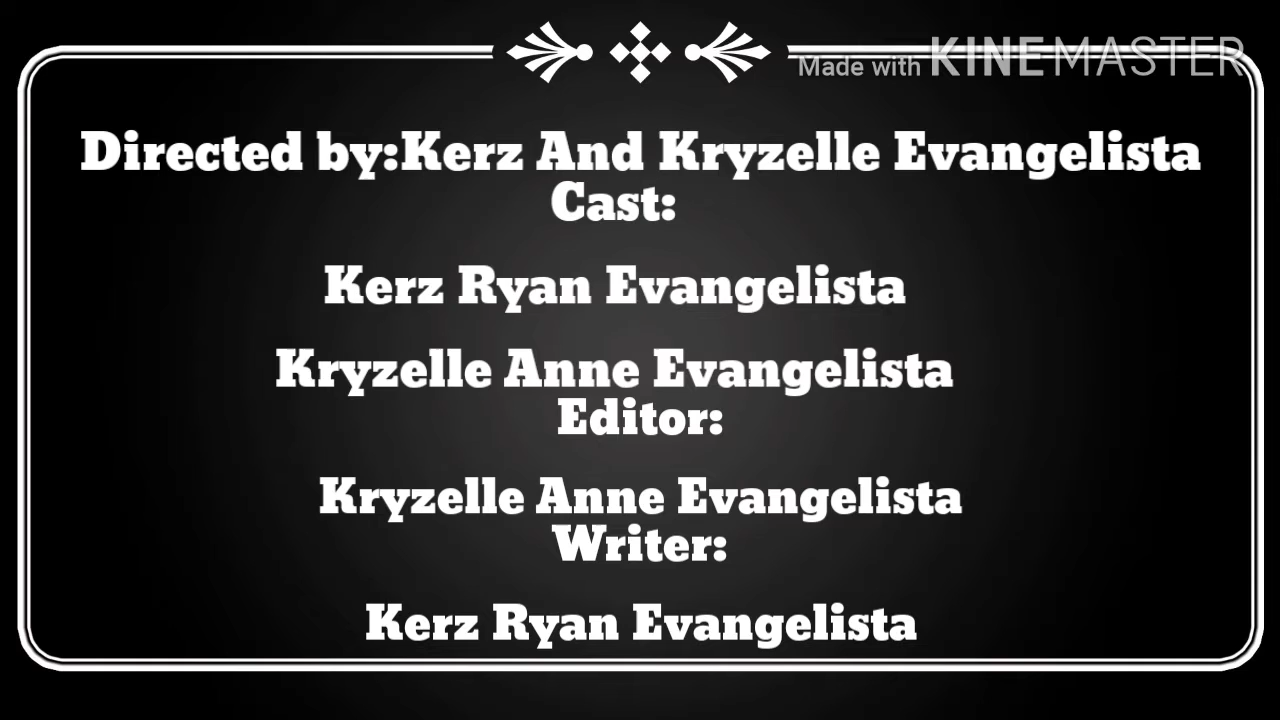 Made with KINEMASTER
Directed by:Kerz And Kryzelle Evangelista
Cast:
Kerz Ryan Evangelista
Kryzelle Anne Evangelista
Editor:
Kryzelle Anne Evangelista
Writer:
Kerz Ryan Evangelista